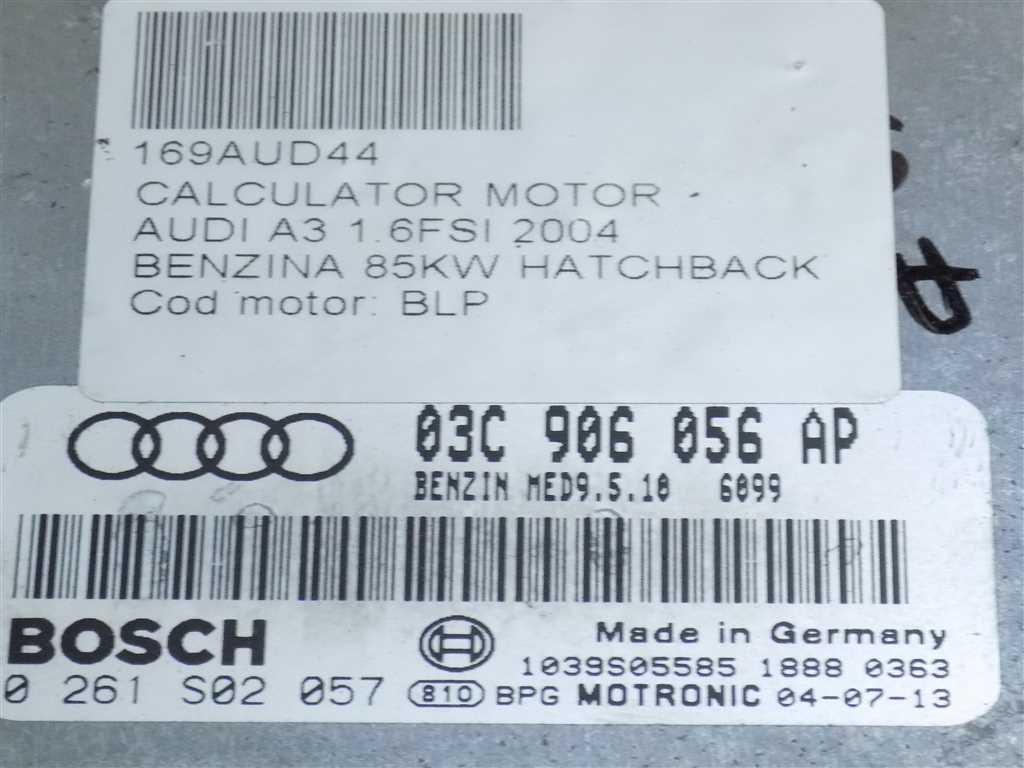 169AUD44
CALCULATOR MOTOR -
AUDI A3 1.6FSI 2004
BENZINA 85KW HATCHBACK
Cod motor: BLP
03C 906 056 AP
BENZIN MED9.5.10 6099
BOSCH
Made in Germany
1039S05585 1888 0363
0 261 S02 057 810 BPG MOTRONIC 04-07-13